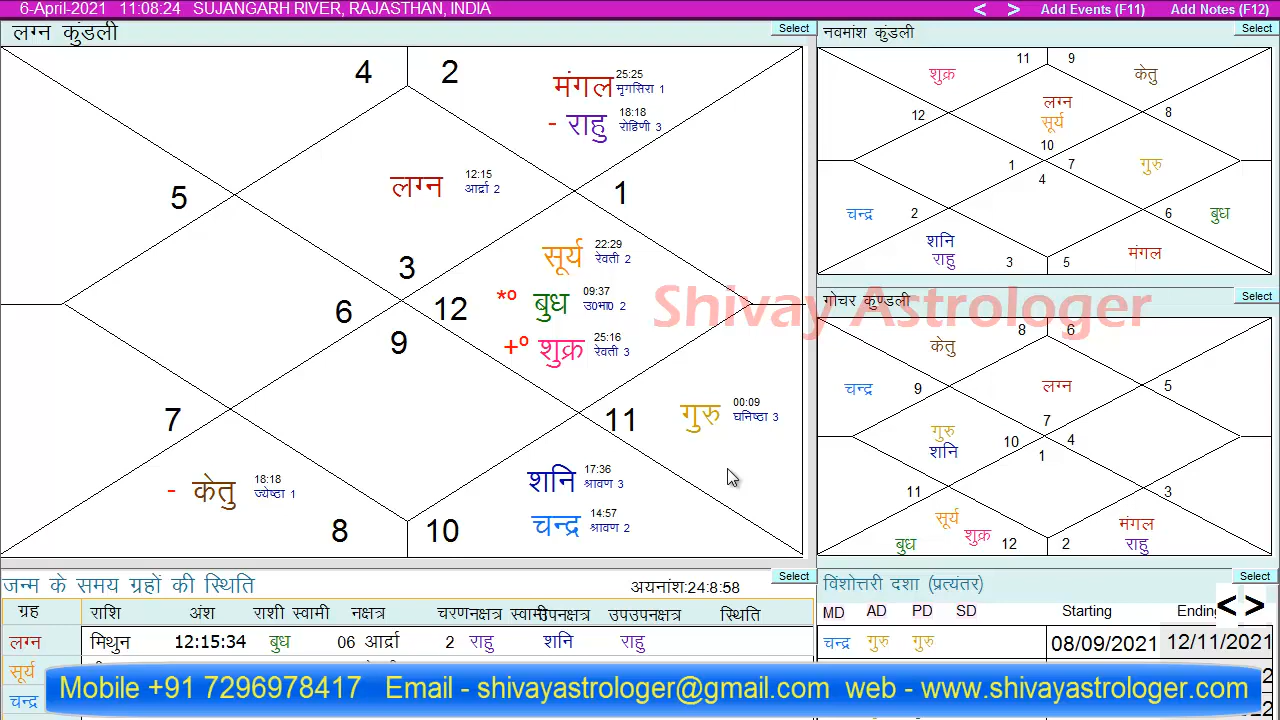 6-April-2021 11:08:24 SUJANGARH RIVER, RAJASTHAN, INDIA
< > Add Events (F11) Add Notes (F12)
लग्न कुंडली
Select
4
2
मंगल 25:25 मृगसिरा 1
- राहु 18:18 रोहिणी 3
लग्न 12:15 आर्द्रा 2
5
1
सूर्य 22:29 रेवती 2
3
*º बुध 09:37 उ०भा० 2
6
12
9
+º शुक्र 25:16 रेवती 3
7
11
गुरु 00:09 घनिष्ठा 3
- केतु 18:18 ज्येष्ठा 1
शनि 17:36 श्रावण 3
चन्द्र 14:57 श्रावण 2
8
10
नवमांश कुंडली
Select
11
9
शुक्र
केतु
लग्न
सूर्य
12
8
10
1
7
गुरु
4
चन्द्र
2
6
बुध
शनि
राहु
3
5
मंगल
Shivay Astrologer
गोचर कुण्डली
Select
8
6
केतु
चन्द्र
9
लग्न
5
7
गुरु
शनि
10
4
1
11
3
सूर्य
शुक्र
बुध
12
2
मंगल
राहु
जन्म के समय ग्रहों की स्थिति
अयनांश:24:8:58
Select
ग्रह राशि अंश राशी स्वामी नक्षत्र चरण नक्षत्र स्वामी उपनक्षत्र उपउपनक्षत्र स्थिति
लग्न मिथुन 12:15:34 बुध 06 आर्द्रा 2 राहु शनि राहु
सूर्य
चन्द्र
विंशोत्तरी दशा (प्रत्यंतर)
Select
MD AD PD SD Starting Ending
< >
चन्द्र गुरु गुरु 08/09/2021 12/11/2021
Mobile +91 7296978417 Email - shivayastrologer@gmail.com web - www.shivayastrologer.com